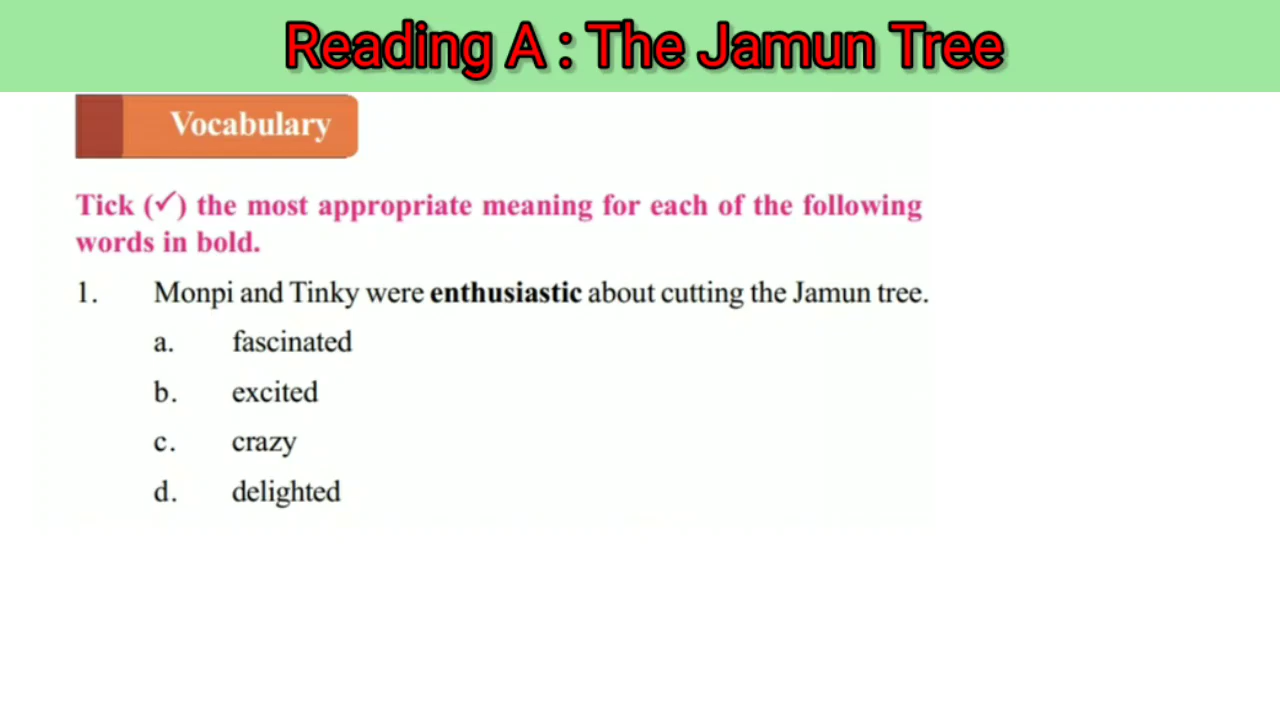 Reading A : The Jamun Tree
Vocabulary
Tick (✓) the most appropriate meaning for each of the following
words in bold.
1. Monpi and Tinky were enthusiastic about cutting the Jamun tree.
a. fascinated
b. excited
c. crazy
d. delighted